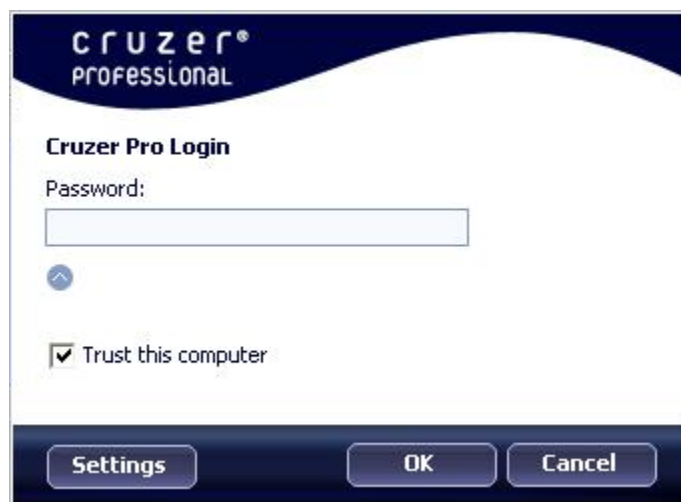 cruzer®
PROFESSIONAL
Cruzer Pro Login
Password:
Trust this computer
Settings OK Cancel